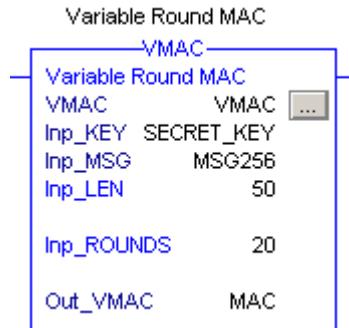 Variable Round MAC
VMAC
Variable Round MAC
VMAC VMAC ...
Inp_KEY SECRET_KEY
Inp_MSG MSG256
Inp_LEN 50
Inp_ROUNDS 20
Out_VMAC MAC